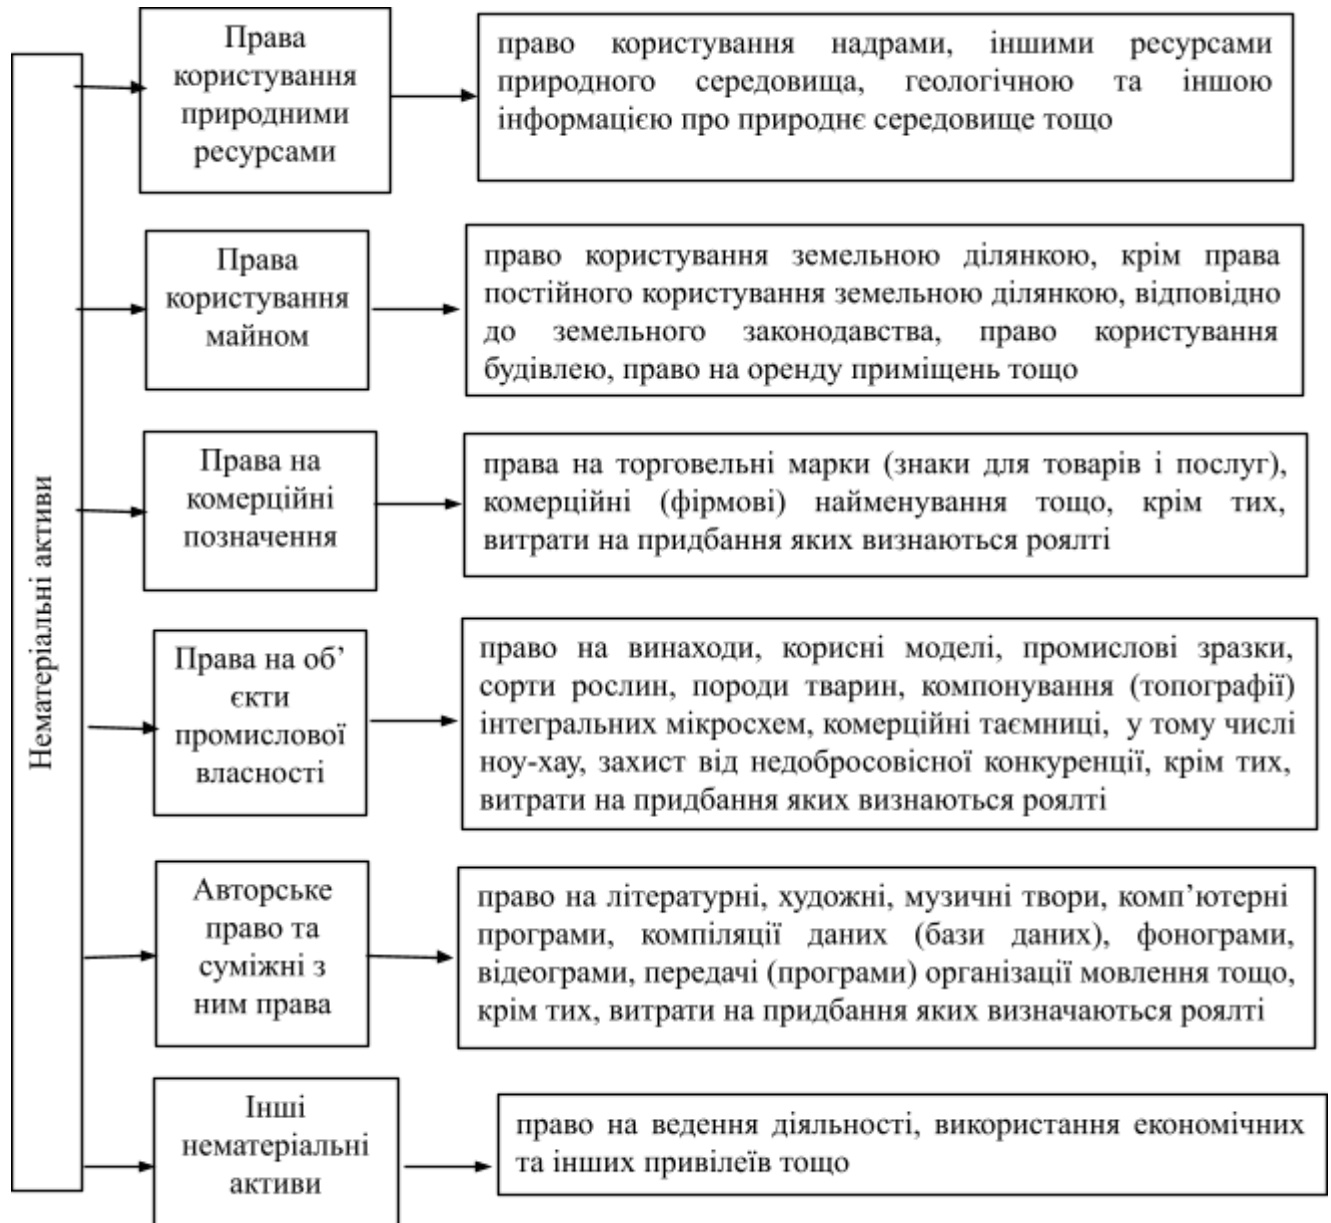 Нематеріальні активи
Права
користування
природними
ресурсами
право користування надрами, іншими ресурсами
природного середовища, геологічною та іншою
інформацією про природнє середовище тощо
Права
користування
майном
право користування земельною ділянкою, крім права
постійного користування земельною ділянкою, відповідно
до земельного законодавства, право користування
будівлею, право на оренду приміщень тощо
Права на
комерційні
позначення
права на торговельні марки (знаки для товарів і послуг),
комерційні (фірмові) найменування тощо, крім тих,
витрати на придбання яких визнаються роялті
Права на об’
єкти
промислової
власності
право на винаходи, корисні моделі, промислові зразки,
сорти рослин, породи тварин, компонування (топографії)
інтегральних мікросхем, комерційні таємниці, у тому числі
ноу-хау, захист від недобросовісної конкуренції, крім тих,
витрати на придбання яких визнаються роялті
Авторське
право та
суміжні з
ним права
право на літературні, художні, музичні твори, комп’ютерні
програми, компіляції даних (бази даних), фонограми,
відеограми, передачі (програми) організації мовлення тощо,
крім тих, витрати на придбання яких визначаються роялті
Інші
нематеріальні
активи
право на ведення діяльності, використання економічних
та інших привілеїв тощо